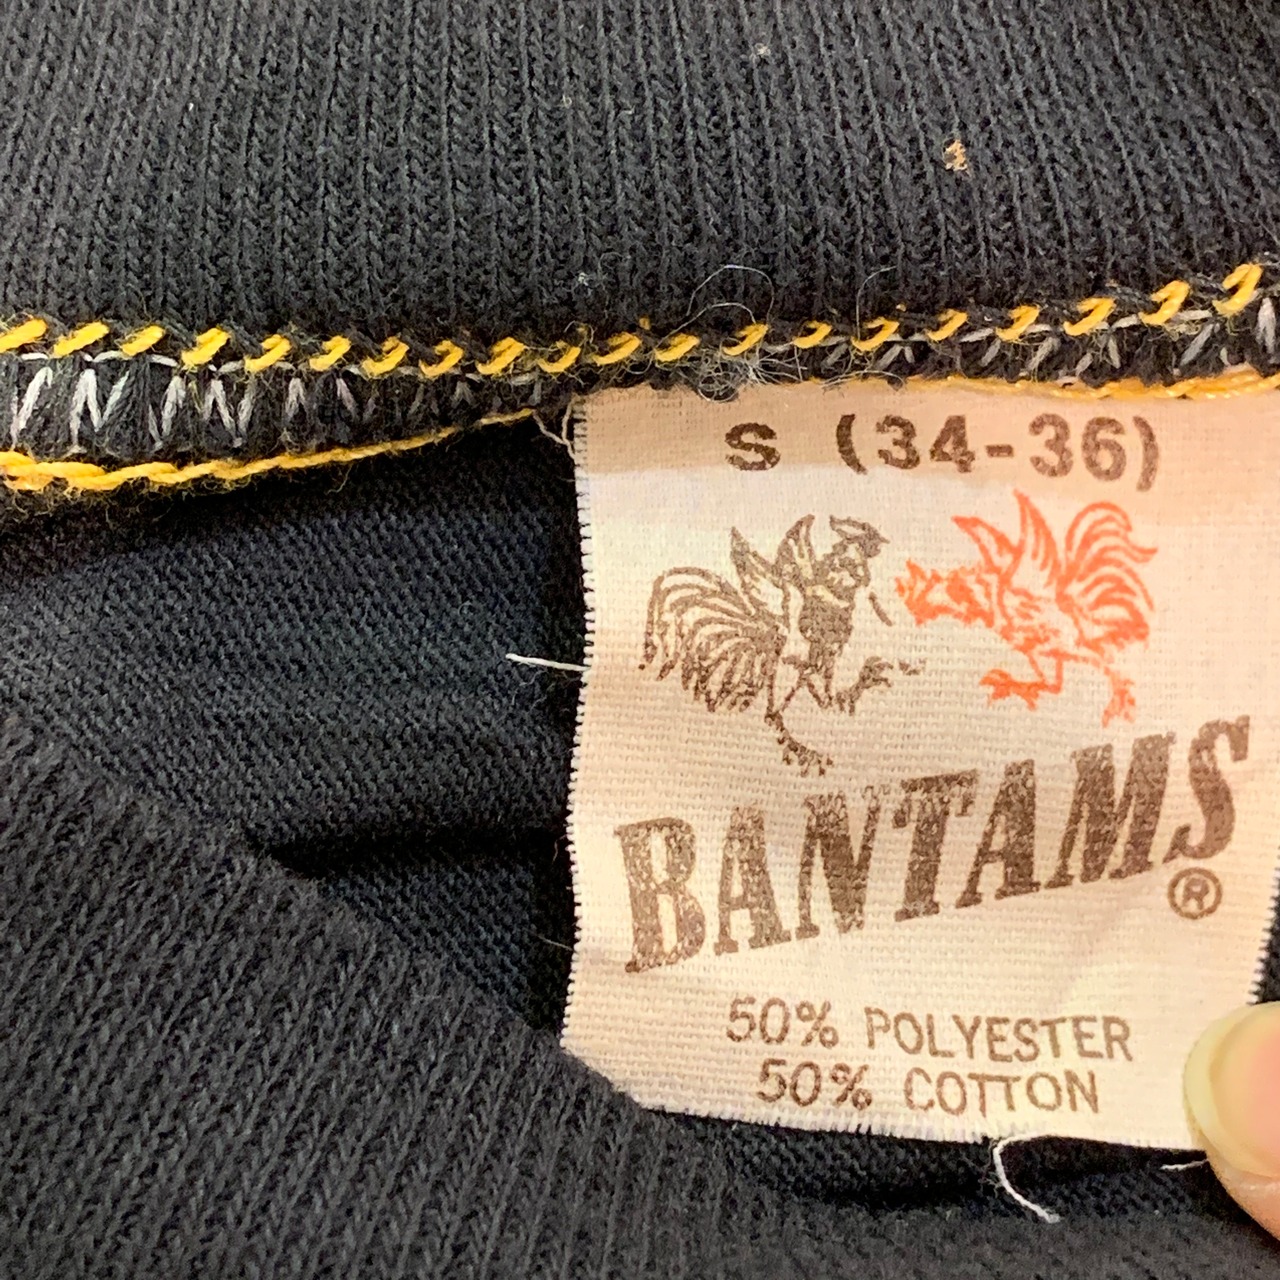 S (34-36)
BANTAMS
®
50% POLYESTER
50% COTTON